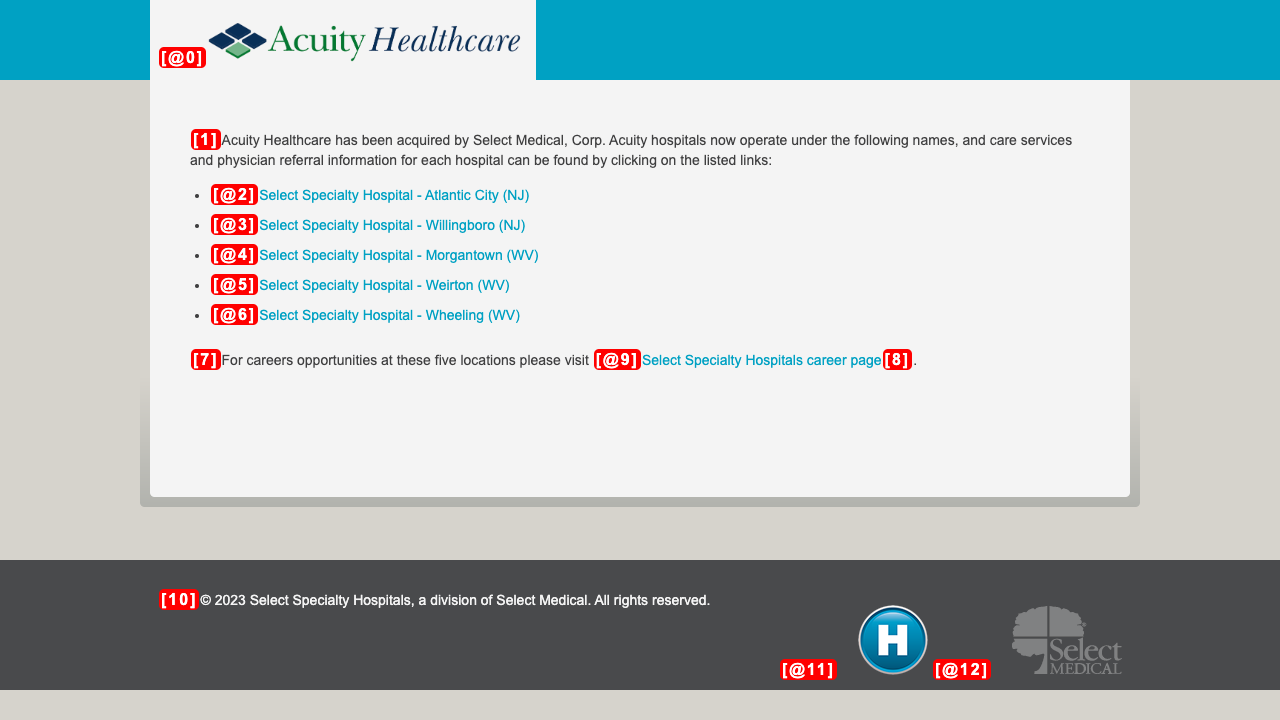 [@0] Acuity Healthcare
[1]Acuity Healthcare has been acquired by Select Medical, Corp. Acuity hospitals now operate under the following names, and care services
and physician referral information for each hospital can be found by clicking on the listed links:
• [@2]Select Specialty Hospital - Atlantic City (NJ)
• [@3]Select Specialty Hospital - Willingboro (NJ)
• [@4]Select Specialty Hospital - Morgantown (WV)
• [@5]Select Specialty Hospital - Weirton (WV)
• [@6]Select Specialty Hospital - Wheeling (WV)
[7]For careers opportunities at these five locations please visit [@9]Select Specialty Hospitals career page[8].
[10]© 2023 Select Specialty Hospitals, a division of Select Medical. All rights reserved.
[@11] H [@12] Select
MEDICAL